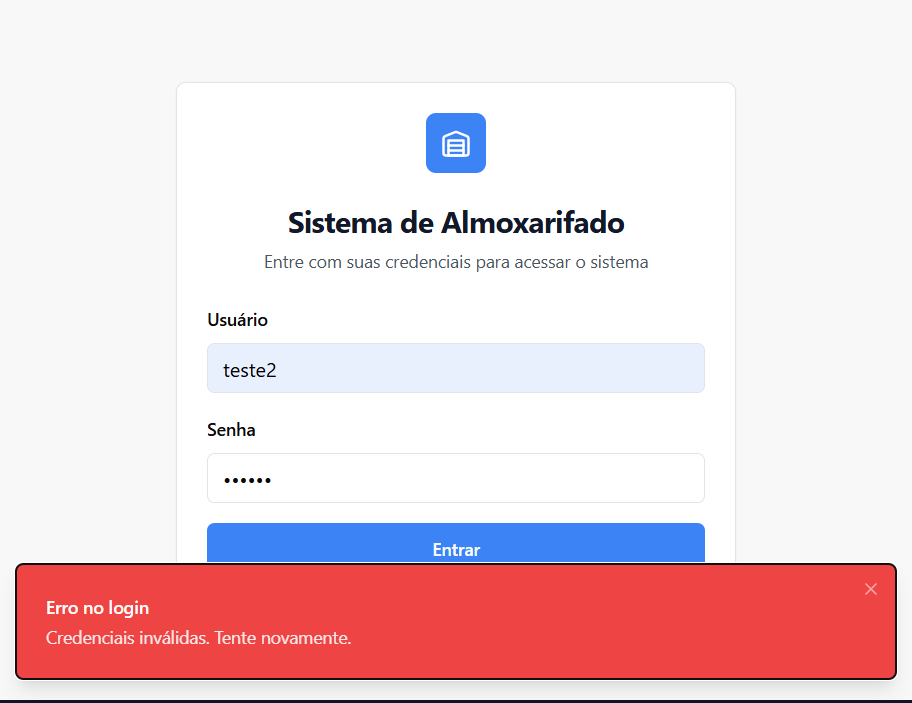 Sistema de Almoxarifado
Entre com suas credenciais para acessar o sistema
Usuário
teste2
Senha
••••••
Entrar
Erro no login
Credenciais inválidas. Tente novamente.